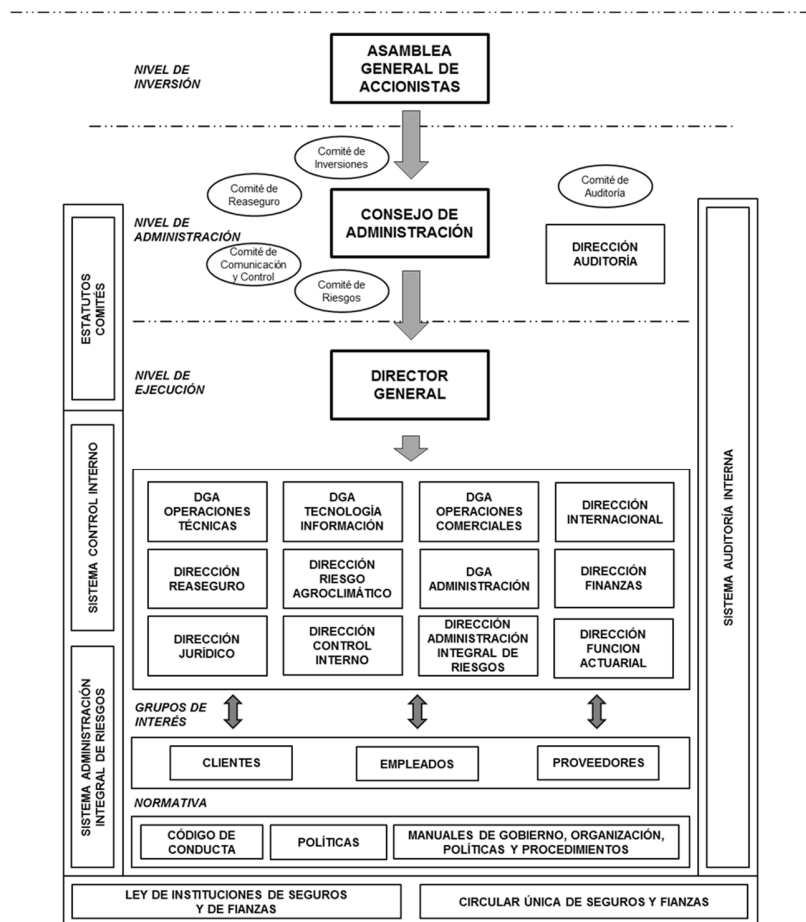 NIVEL DE
INVERSIÓN
ASAMBLEA
GENERAL DE
ACCIONISTAS
Comité de
Inversiones
Comité de
Reaseguro
Comité de
Auditoría
NIVEL DE
ADMINISTRACIÓN
CONSEJO DE
ADMINISTRACIÓN
DIRECCIÓN
AUDITORÍA
Comité de
Comunicación
y Control
Comité de
Riesgos
ESTATUTOS
COMITÉS
NIVEL DE
EJECUCIÓN
DIRECTOR
GENERAL
SISTEMA CONTROL INTERNO
SISTEMA AUDITORÍA INTERNA
DGA
OPERACIONES
TÉCNICAS
DGA
TECNOLOGÍA
INFORMACIÓN
DGA
OPERACIONES
COMERCIALES
DIRECCIÓN
INTERNACIONAL
DIRECCIÓN
REASEGURO
DIRECCIÓN
RIESGO
AGROCLIMÁTICO
DGA
ADMINISTRACIÓN
DIRECCIÓN
FINANZAS
DIRECCIÓN
JURÍDICO
DIRECCIÓN
CONTROL
INTERNO
DIRECCIÓN
ADMINISTRACIÓN
INTEGRAL DE
RIESGOS
DIRECCIÓN
FUNCION
ACTUARIAL
SISTEMA ADMINISTRACIÓN
INTEGRAL DE RIESGOS
GRUPOS DE
INTERÉS
CLIENTES
EMPLEADOS
PROVEEDORES
NORMATIVA
CÓDIGO DE
CONDUCTA
POLÍTICAS
MANUALES DE GOBIERNO, ORGANIZACIÓN,
POLÍTICAS Y PROCEDIMIENTOS
LEY DE INSTITUCIONES DE SEGUROS
Y DE FIANZAS
CIRCULAR ÚNICA DE SEGUROS Y FIANZAS